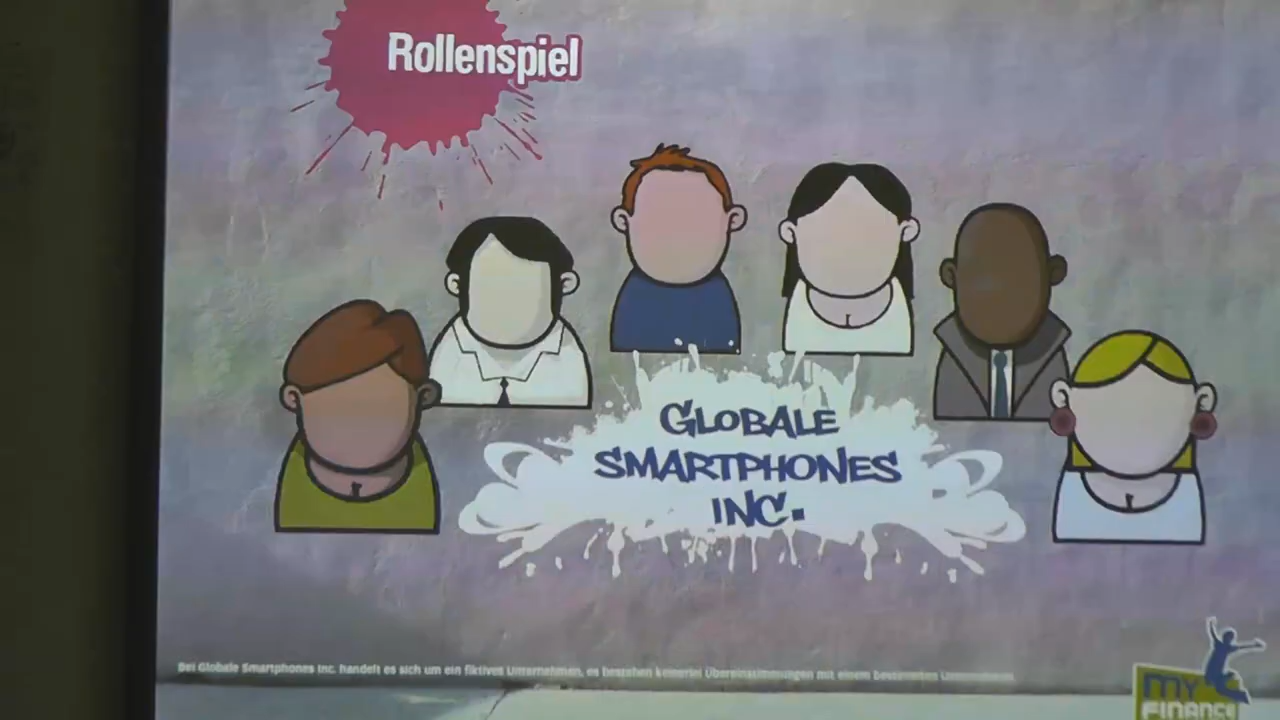 Rollenspiel
GLOBALE
SMARTPHONES
INC.
Bei Globale Smartphones Inc. handelt es sich um ein fiktives Unternehmen, es bestehen keinerlei Übereinstimmungen mit einem bestimmten Unternehmen.
MY
FINANCE